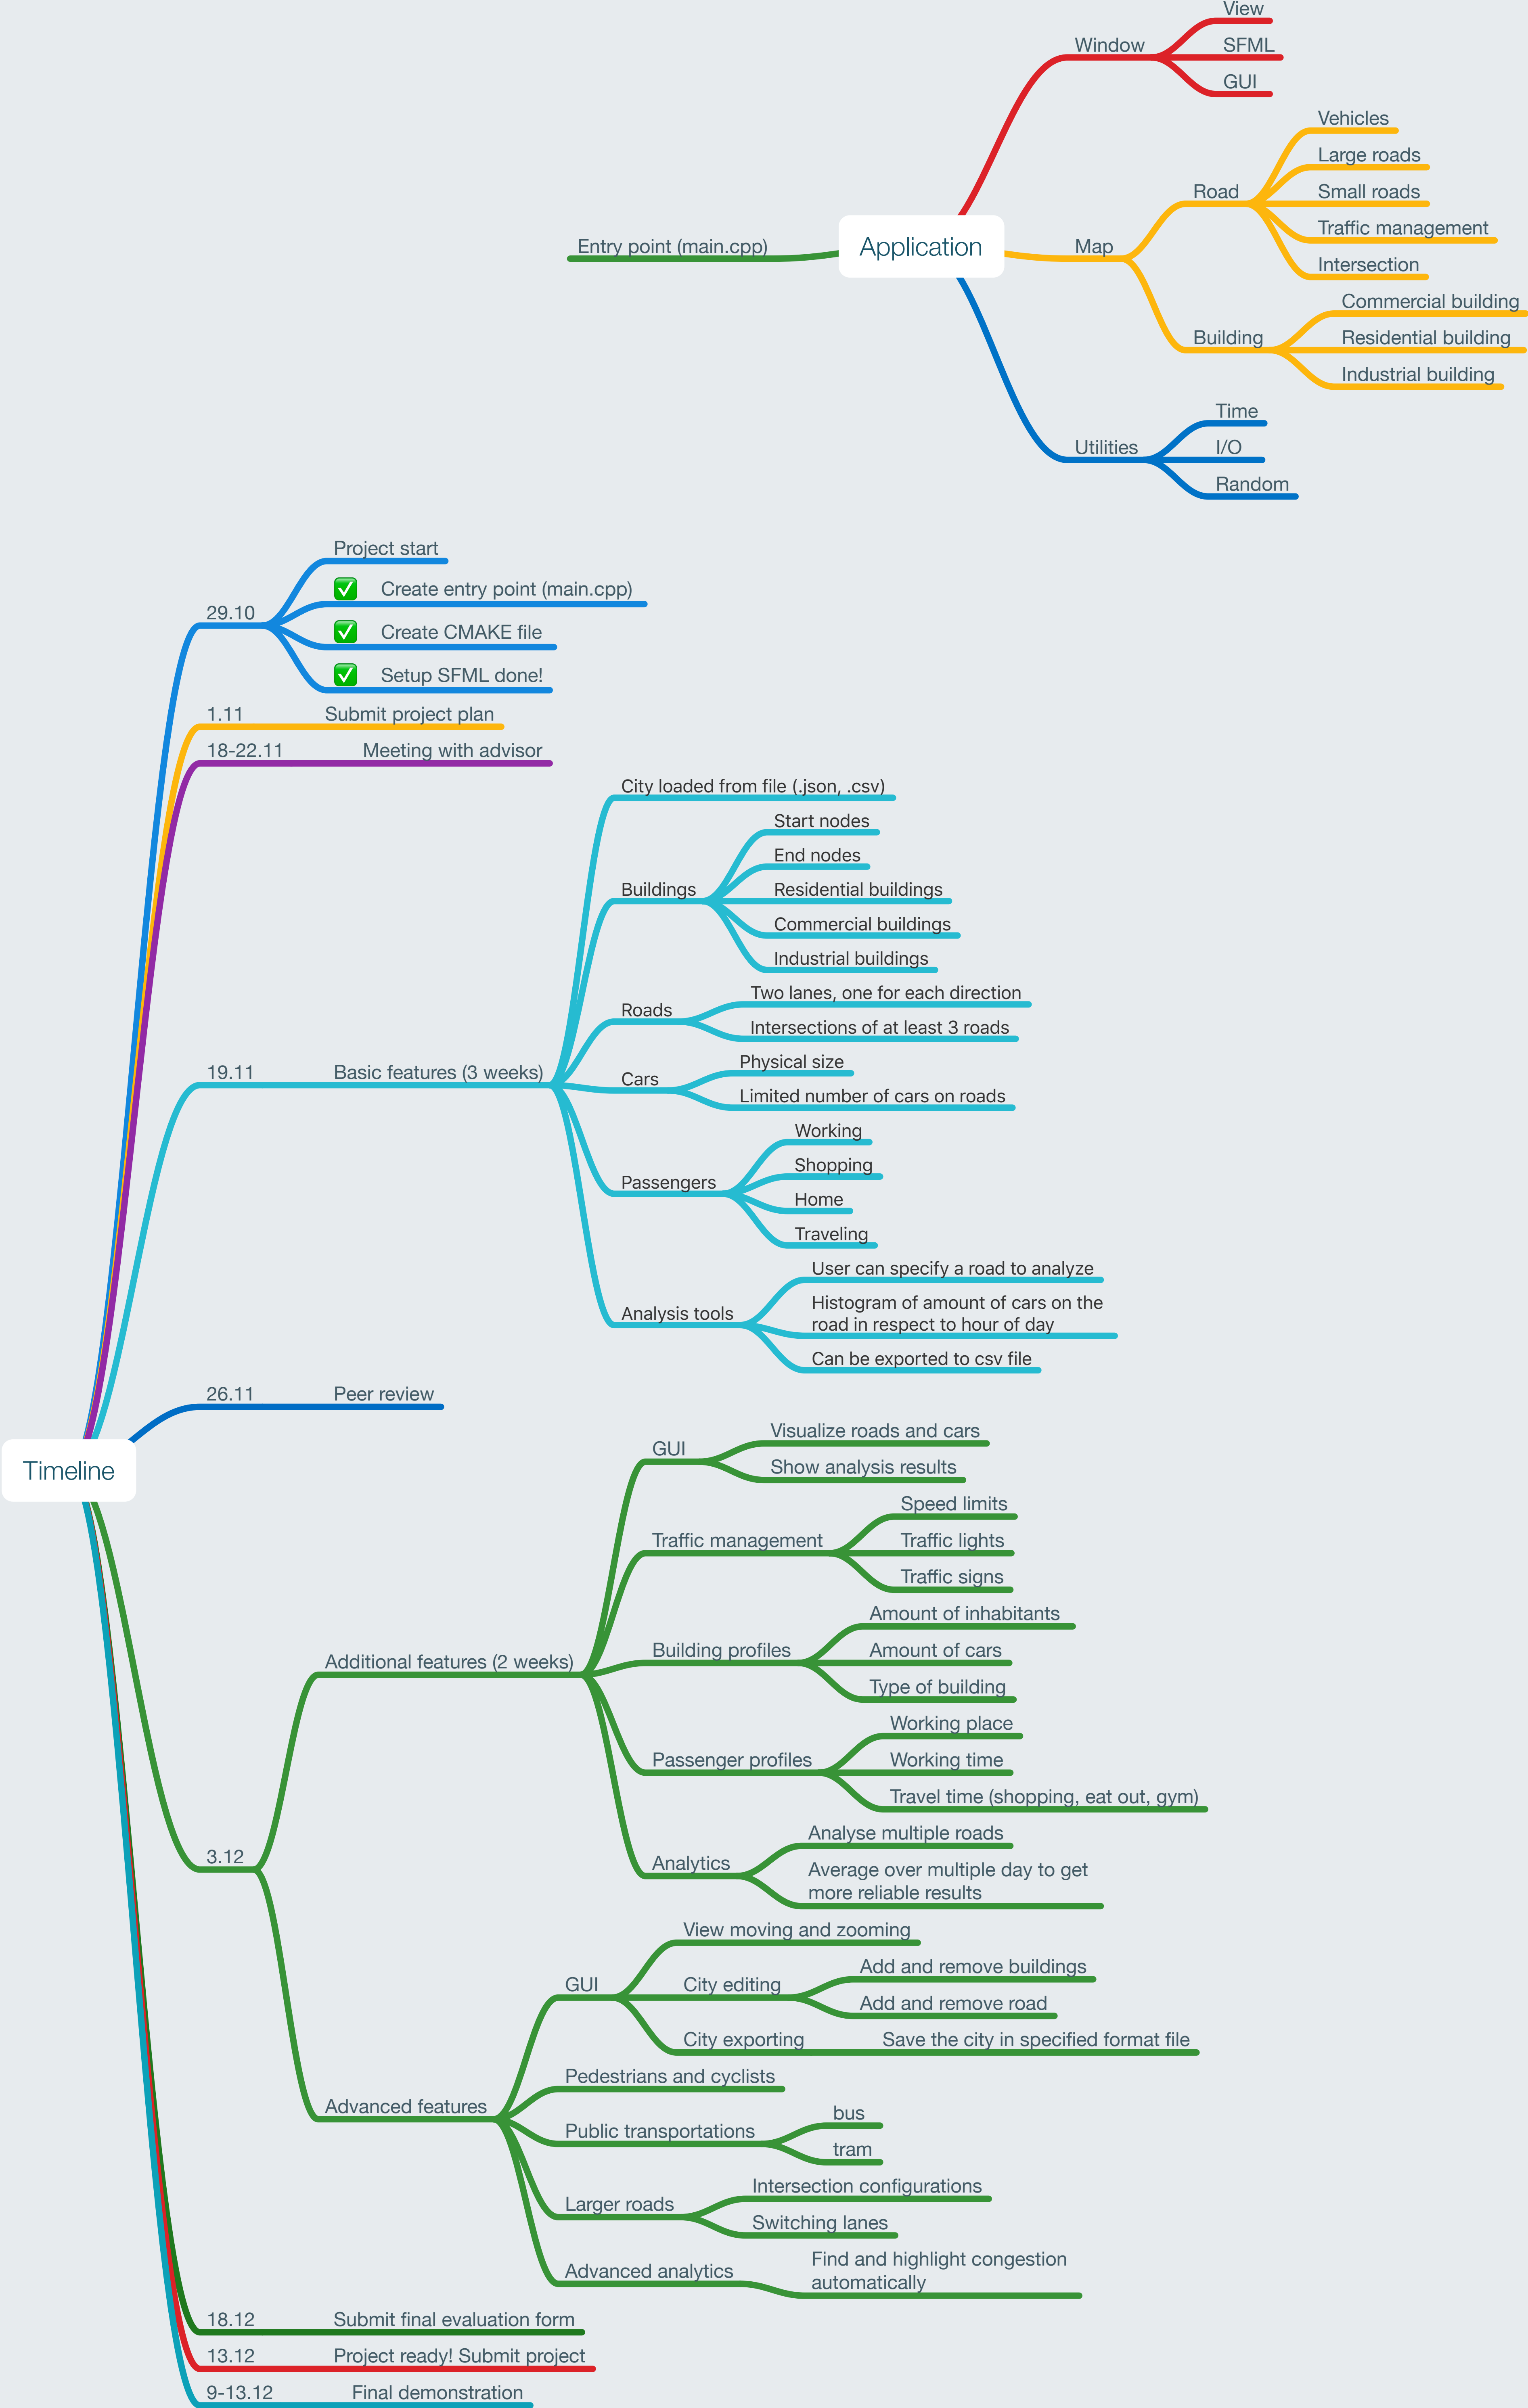 View
Window
SFML
GUI
Vehicles
Large roads
Road
Small roads
Traffic management
Entry point (main.cpp)
Application
Map
Intersection
Commercial building
Building
Residential building
Industrial building
Time
Utilities
I/O
Random
Project start
29.10
✅ Create entry point (main.cpp)
✅ Create CMAKE file
✅ Setup SFML done!
1.11 Submit project plan
18-22.11 Meeting with advisor
City loaded from file (.json, .csv)
Start nodes
End nodes
Buildings
Residential buildings
Commercial buildings
Industrial buildings
Two lanes, one for each direction
Roads
Intersections of at least 3 roads
19.11 Basic features (3 weeks)
Physical size
Cars
Limited number of cars on roads
Working
Shopping
Passengers
Home
Traveling
User can specify a road to analyze
Analysis tools
Histogram of amount of cars on the
road in respect to hour of day
Can be exported to csv file
26.11 Peer review
Timeline
Visualize roads and cars
GUI
Show analysis results
Speed limits
Traffic management
Traffic lights
Traffic signs
Amount of inhabitants
Additional features (2 weeks)
Building profiles
Amount of cars
Type of building
Working place
Passenger profiles
Working time
Travel time (shopping, eat out, gym)
3.12
Analyse multiple roads
Analytics
Average over multiple day to get
more reliable results
View moving and zooming
GUI
City editing
Add and remove buildings
Add and remove road
City exporting
Save the city in specified format file
Advanced features
Pedestrians and cyclists
Public transportations
bus
tram
Larger roads
Intersection configurations
Switching lanes
Advanced analytics
Find and highlight congestion
automatically
18.12 Submit final evaluation form
13.12 Project ready! Submit project
9-13.12 Final demonstration